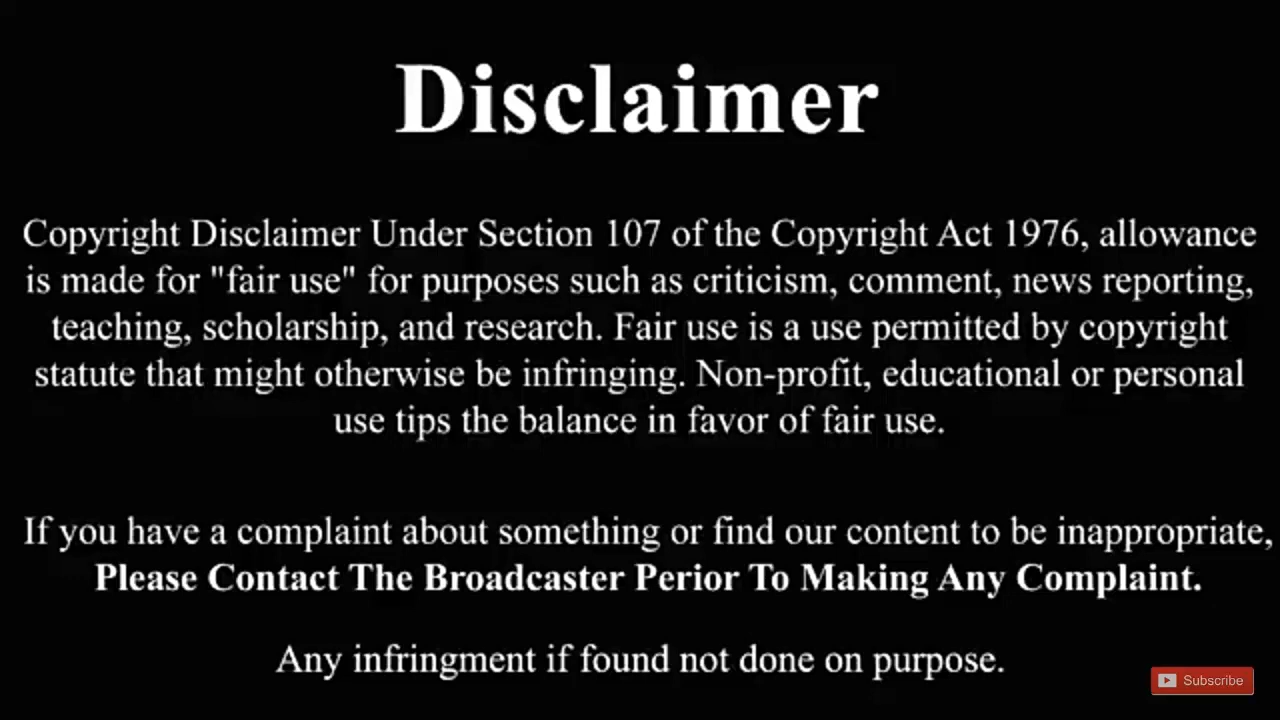 Disclaimer
Copyright Disclaimer Under Section 107 of the Copyright Act 1976, allowance
is made for "fair use" for purposes such as criticism, comment, news reporting,
teaching, scholarship, and research. Fair use is a use permitted by copyright
statute that might otherwise be infringing. Non-profit, educational or personal
use tips the balance in favor of fair use.
If you have a complaint about something or find our content to be inappropriate,
Please Contact The Broadcaster Perior To Making Any Complaint.
Any infringment if found not done on purpose.
Subscribe